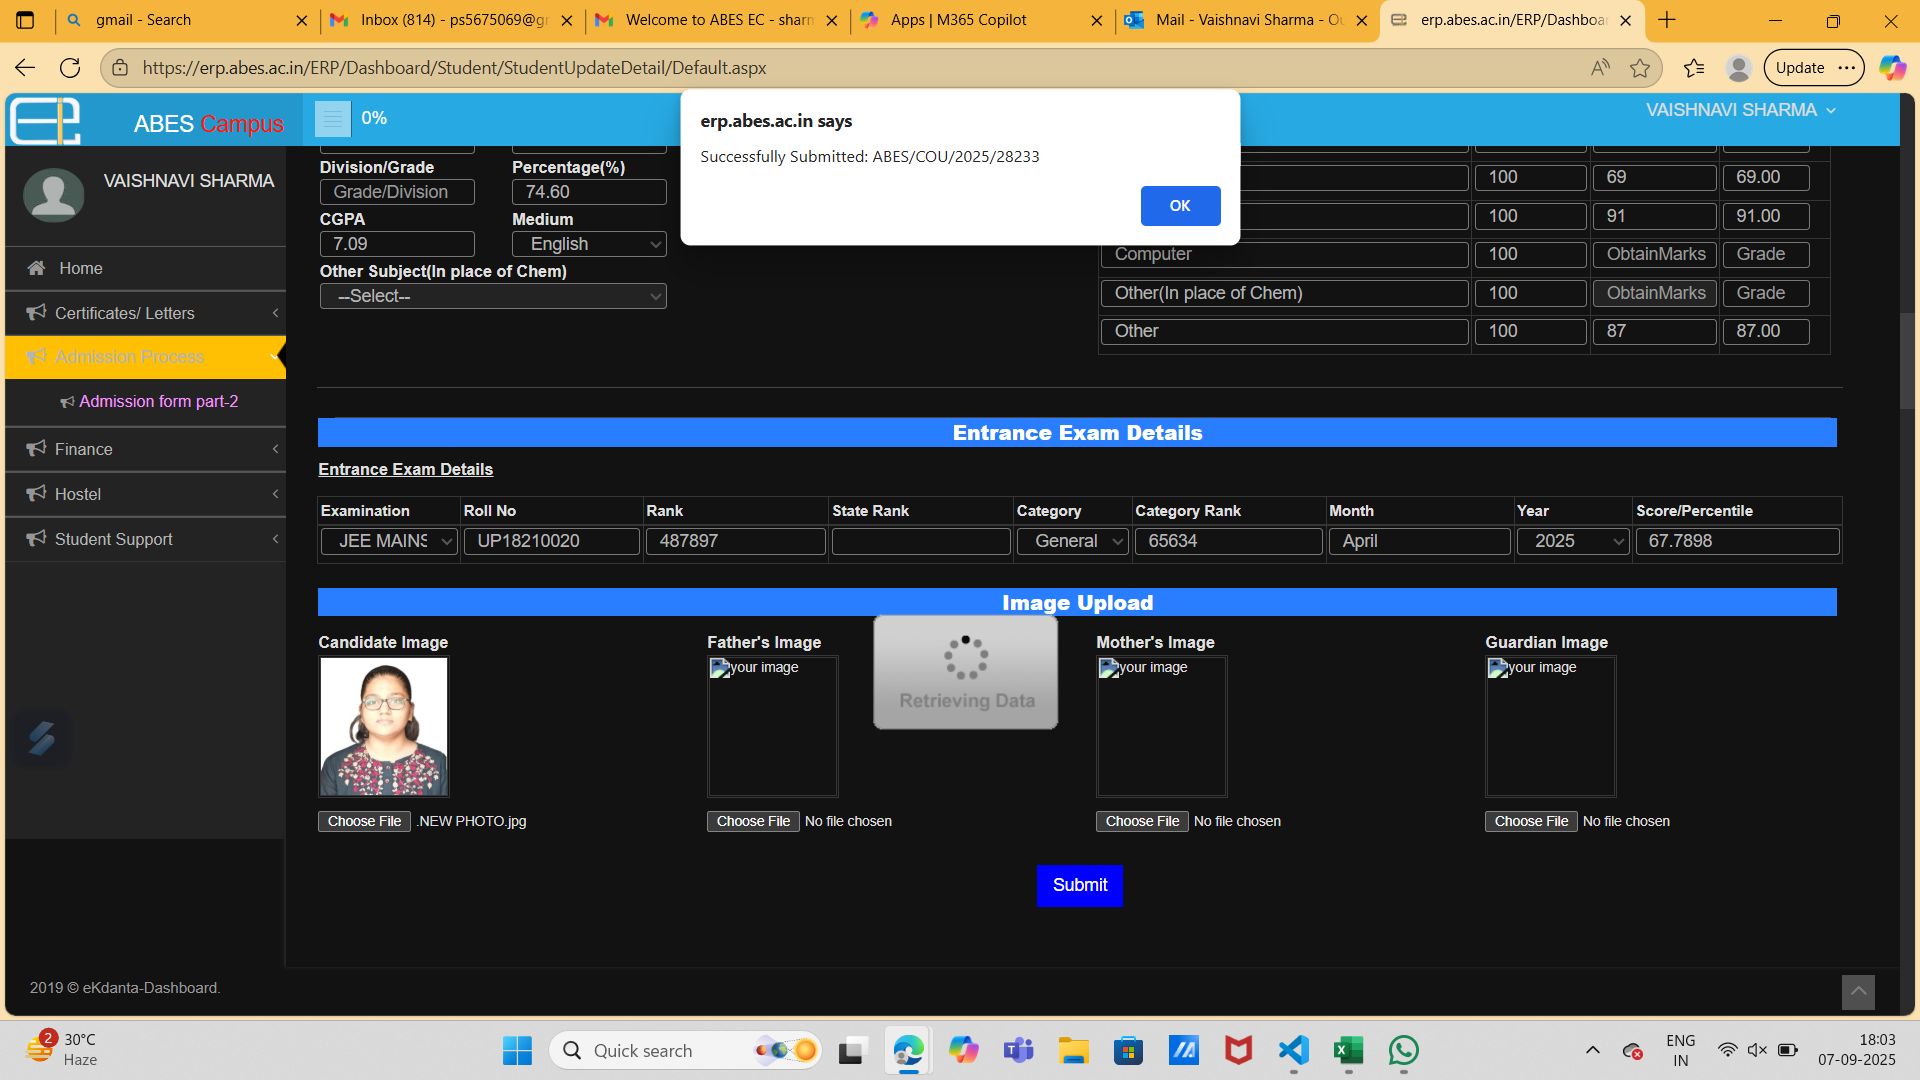 gmail - Search
Inbox (814) - ps5675069@gm
Welcome to ABES EC - sharm
Apps | M365 Copilot
Mail - Vaishnavi Sharma - Ou
erp.abes.ac.in/ERP/Dashboar
https://erp.abes.ac.in/ERP/Dashboard/Student/StudentUpdateDetail/Default.aspx
Update
ABES Campus
0%
VAISHNAVI SHARMA
erp.abes.ac.in says
Successfully Submitted: ABES/COU/2025/28233
OK
VAISHNAVI SHARMA
Home
Certificates/ Letters
Admission Process
Admission form part-2
Finance
Hostel
Student Support
Division/Grade Percentage(%)
Grade/Division 74.60
CGPA Medium
7.09 English
Other Subject(In place of Chem)
--Select--
100 69 69.00
100 91 91.00
Computer 100 ObtainMarks Grade
Other(In place of Chem) 100 ObtainMarks Grade
Other 100 87 87.00
Entrance Exam Details
Entrance Exam Details
Examination Roll No Rank State Rank Category Category Rank Month Year Score/Percentile
JEE MAINS UP18210020 487897 General 65634 April 2025 67.7898
Image Upload
Candidate Image Father's Image Mother's Image Guardian Image
your image your image your image
Retrieving Data
Choose File .NEW PHOTO.jpg Choose File No file chosen Choose File No file chosen Choose File No file chosen
Submit
2019 © eKdanta-Dashboard.
2
30°C
Haze
Quick search
ENG
IN
18:03
07-09-2025